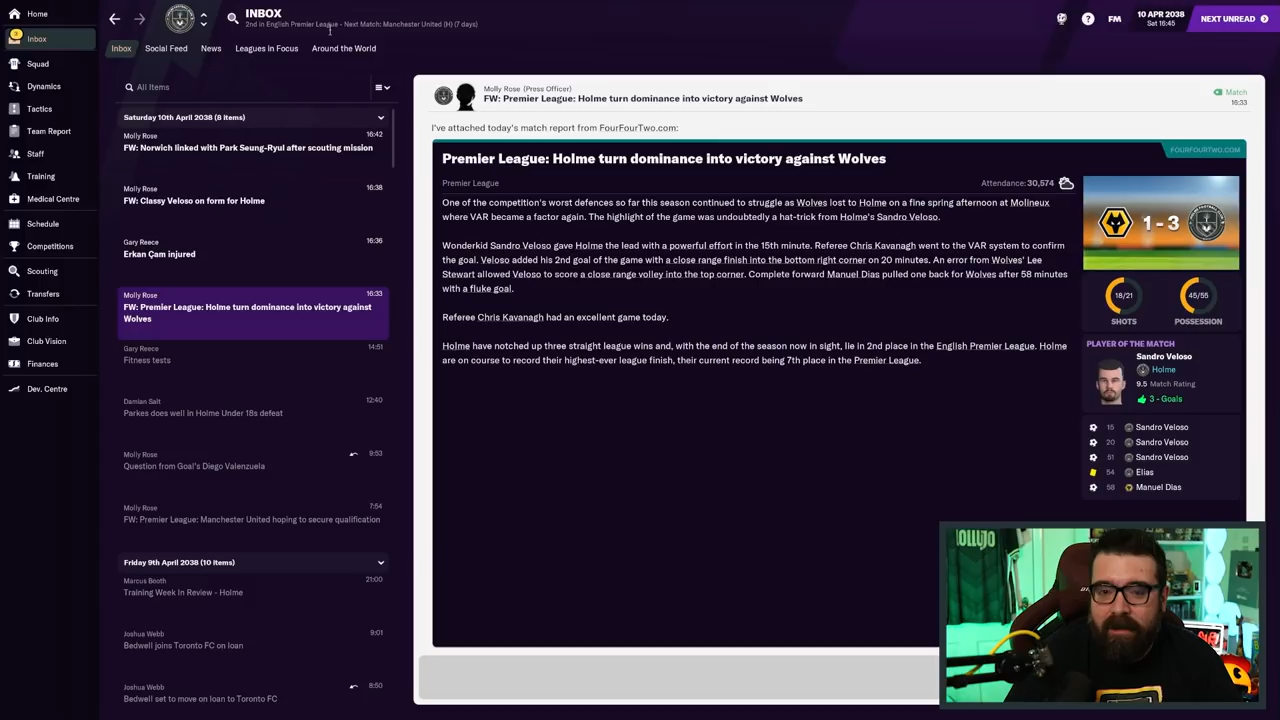 INBOX
2nd in English Premier League - Next Match: Manchester United (H) (7 days)
FM
10 APR 2038
Sat 16:45
NEXT UNREAD
Inbox
Social Feed
News
Leagues in Focus
Around the World
Home
3
Inbox
Squad
Dynamics
Tactics
Team Report
Staff
Training
Medical Centre
Schedule
Competitions
Scouting
Transfers
Club Info
Club Vision
Finances
Dev. Centre
All Items
Saturday 10th April 2038 (8 items)
Molly Rose 16:42
FW: Norwich linked with Park Seung-Ryul after scouting mission
Molly Rose 16:38
FW: Classy Veloso on form for Holme
Gary Reece 16:36
Erkan Çam injured
Molly Rose 16:33
FW: Premier League: Holme turn dominance into victory against
Wolves
Gary Reece 14:51
Fitness tests
Damian Salt 12:40
Parkes does well in Holme Under 18s defeat
Molly Rose 9:53
Question from Goal's Diego Valenzuela
Molly Rose 7:54
FW: Premier League: Manchester United hoping to secure qualification
Friday 9th April 2038 (10 items)
Marcus Booth 21:00
Training Week In Review - Holme
Joshua Webb 9:01
Bedwell joins Toronto FC on loan
Joshua Webb 8:50
Bedwell set to move on loan to Toronto FC
Molly Rose (Press Officer)
FW: Premier League: Holme turn dominance into victory against Wolves
Match
16:33
I've attached today's match report from FourFourTwo.com:
FOURFOURTWO.COM
Premier League: Holme turn dominance into victory against Wolves
Premier League
Attendance: 30,574
One of the competition's worst defences so far this season continued to struggle as Wolves lost to Holme on a fine spring afternoon at Molineux
where VAR became a factor again. The highlight of the game was undoubtedly a hat-trick from Holme's Sandro Veloso.
Wonderkid Sandro Veloso gave Holme the lead with a powerful effort in the 15th minute. Referee Chris Kavanagh went to the VAR system to confirm
the goal. Veloso added his 2nd goal of the game with a close range finish into the bottom right corner on 20 minutes. An error from Wolves' Lee
Stewart allowed Veloso to score a close range volley into the top corner. Complete forward Manuel Dias pulled one back for Wolves after 58 minutes
with a fluke goal.
Referee Chris Kavanagh had an excellent game today.
Holme have notched up three straight league wins and, with the end of the season now in sight, lie in 2nd place in the English Premier League. Holme
are on course to record their highest-ever league finish, their current record being 7th place in the Premier League.
1 - 3
18/21
45/55
SHOTS
POSSESSION
PLAYER OF THE MATCH
Sandro Veloso
Holme
9.5 Match Rating
3 - Goals
15 Sandro Veloso
20 Sandro Veloso
51 Sandro Veloso
54 Elias
58 Manuel Dias